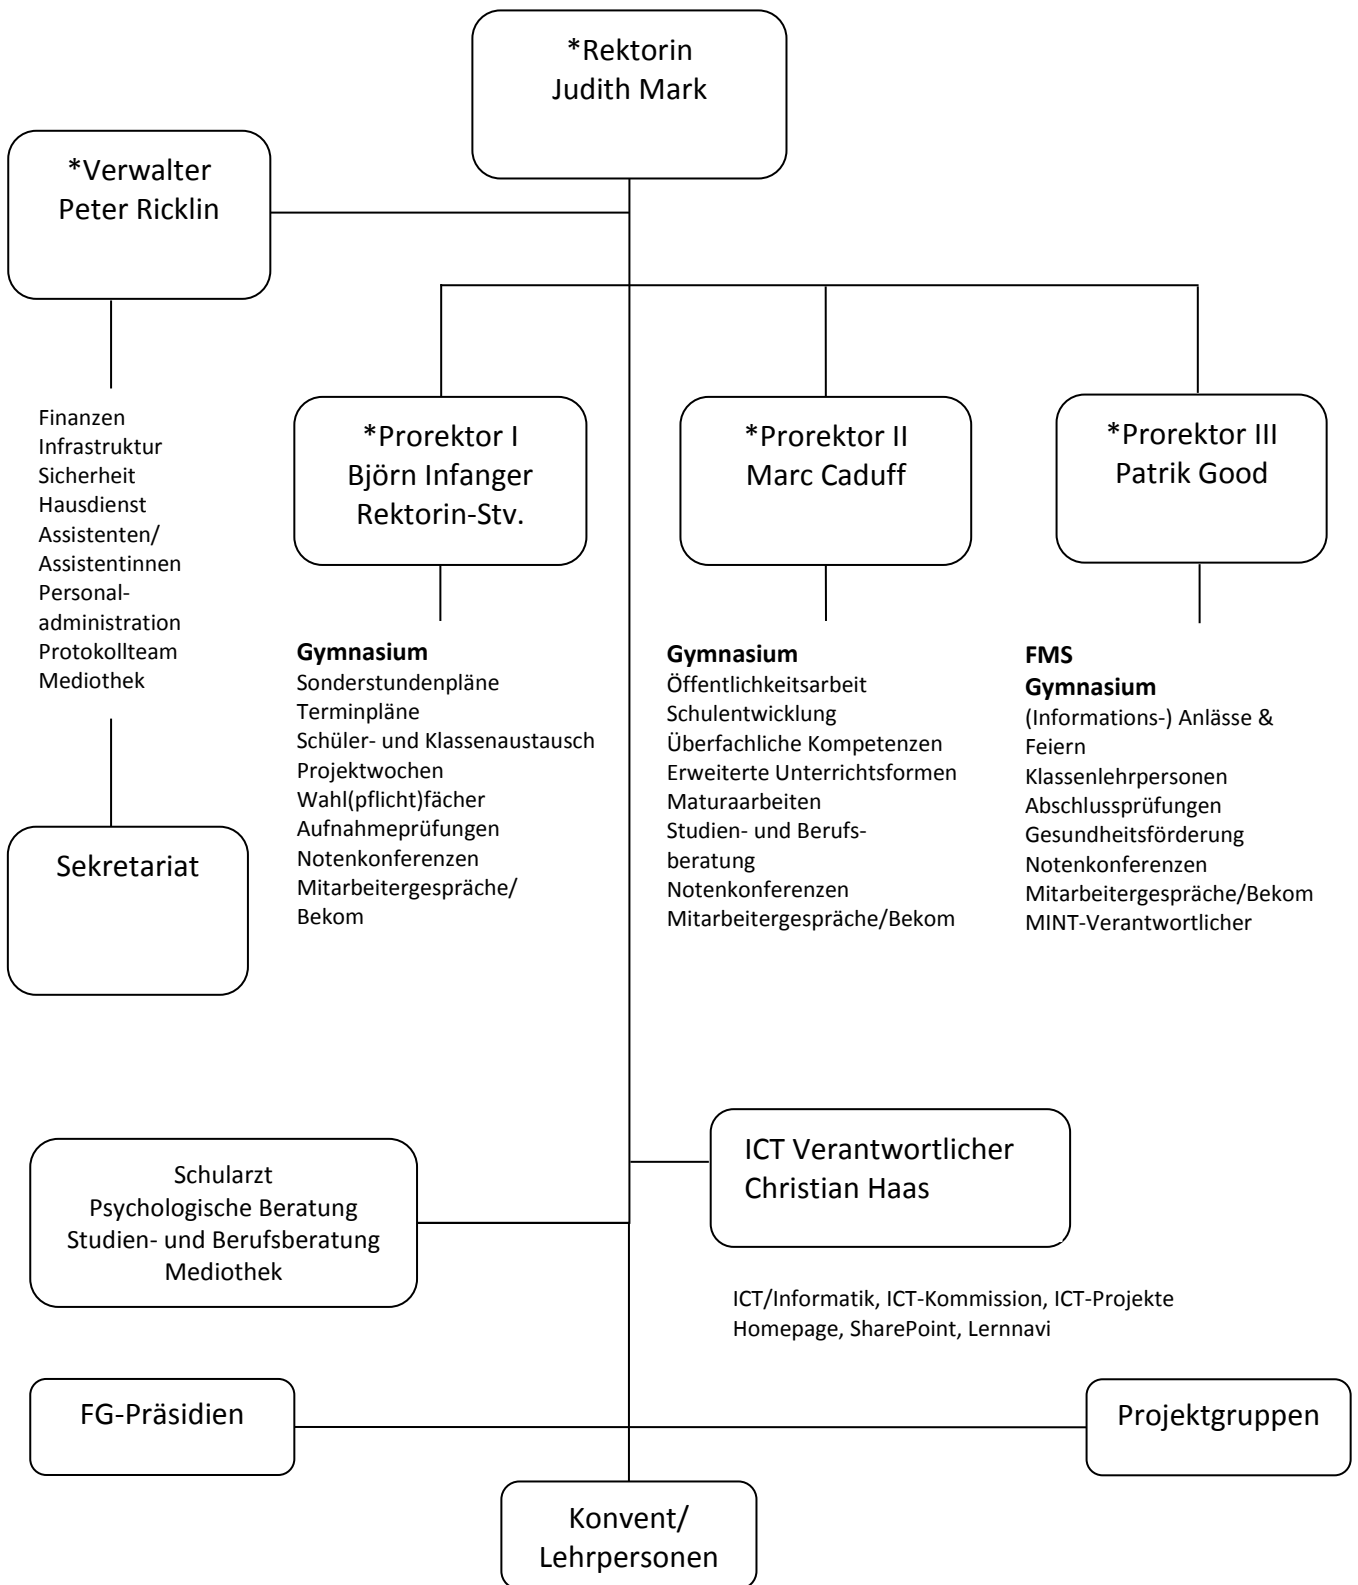 *Rektorin
Judith Mark
*Verwalter
Peter Ricklin
Finanzen
Infrastruktur
Sicherheit
Hausdienst
Assistenten/
Assistentinnen
Personal-
administration
Protokollteam
Mediothek
Sekretariat
*Prorektor I
Björn Infanger
Rektorin-Stv.
Gymnasium
Sonderstundenpläne
Terminpläne
Schüler- und Klassenaustausch
Projektwochen
Wahl(pflicht)fächer
Aufnahmeprüfungen
Notenkonferenzen
Mitarbeitergespräche/
Bekom
*Prorektor II
Marc Caduff
Gymnasium
Öffentlichkeitsarbeit
Schulentwicklung
Überfachliche Kompetenzen
Erweiterte Unterrichtsformen
Maturaarbeiten
Studien- und Berufs-
beratung
Notenkonferenzen
Mitarbeitergespräche/Bekom
*Prorektor III
Patrik Good
FMS
Gymnasium
(Informations-) Anlässe &
Feiern
Klassenlehrpersonen
Abschlussprüfungen
Gesundheitsförderung
Notenkonferenzen
Mitarbeitergespräche/Bekom
MINT-Verantwortlicher
ICT Verantwortlicher
Christian Haas
ICT/Informatik, ICT-Kommission, ICT-Projekte
Homepage, SharePoint, Lernnavi
Schularzt
Psychologische Beratung
Studien- und Berufsberatung
Mediothek
FG-Präsidien
Projektgruppen
Konvent/
Lehrpersonen